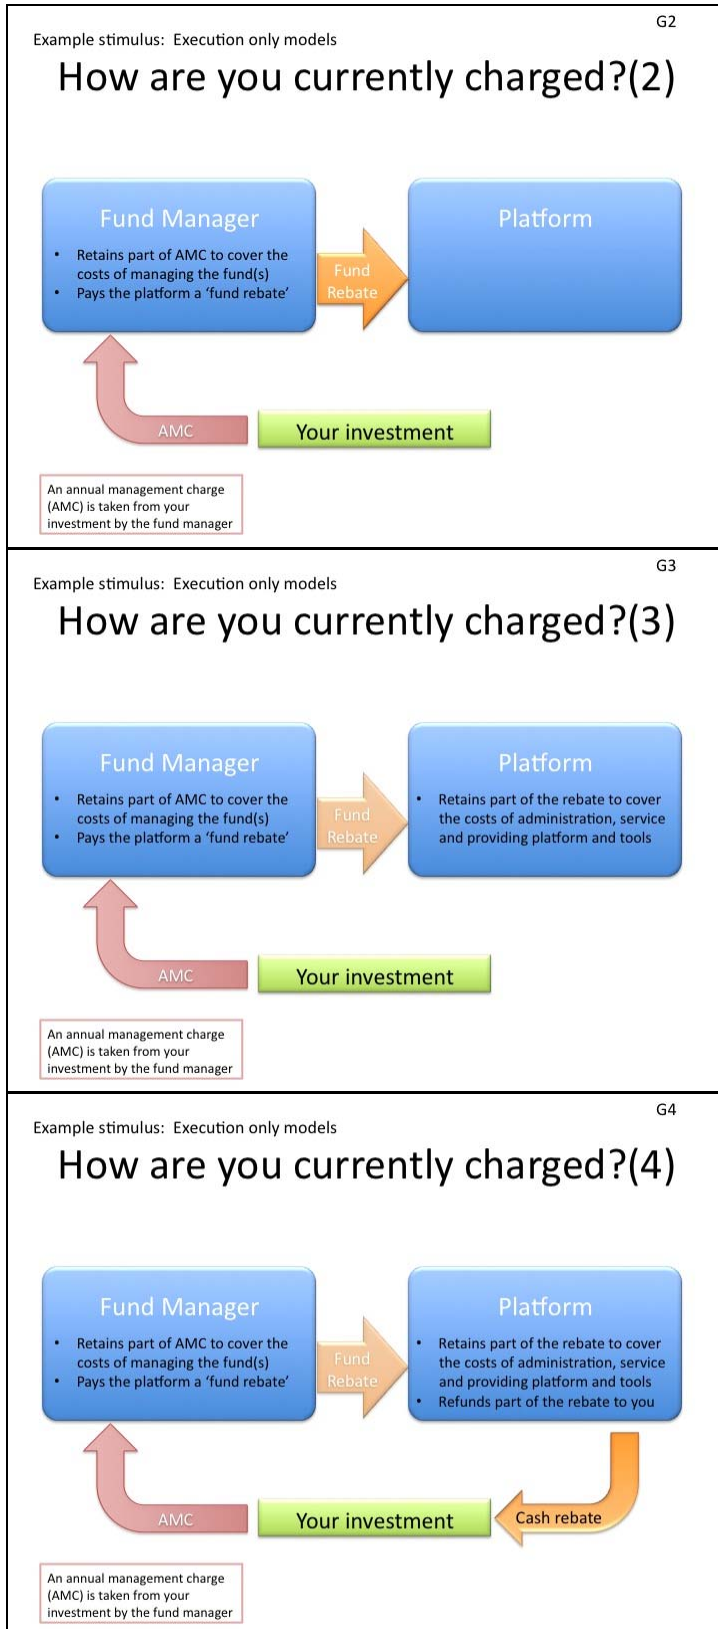 G2
Example stimulus:  Execution only models
How are you currently charged?(2)
Fund Manager
• Retains part of AMC to cover the
costs of managing the fund(s)
• Pays the platform a ‘fund rebate’
Fund
Rebate
Platform
AMC
Your investment
An annual management charge
(AMC) is taken from your
investment by the fund manager
G3
Example stimulus:  Execution only models
How are you currently charged?(3)
Fund Manager
• Retains part of AMC to cover the
costs of managing the fund(s)
• Pays the platform a ‘fund rebate’
Fund
Rebate
Platform
• Retains part of the rebate to cover
the costs of administration, service
and providing platform and tools
AMC
Your investment
An annual management charge
(AMC) is taken from your
investment by the fund manager
G4
Example stimulus:  Execution only models
How are you currently charged?(4)
Fund Manager
• Retains part of AMC to cover the
costs of managing the fund(s)
• Pays the platform a ‘fund rebate’
Fund
Rebate
Platform
• Retains part of the rebate to cover
the costs of administration, service
and providing platform and tools
• Refunds part of the rebate to you
AMC
Your investment
Cash rebate
An annual management charge
(AMC) is taken from your
investment by the fund manager